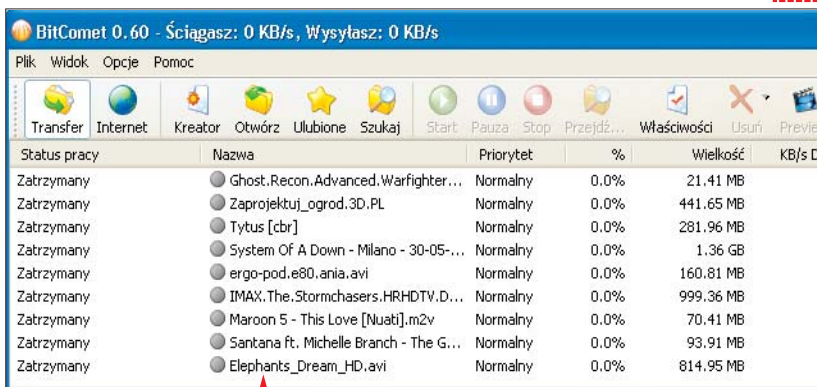 BitComet 0.60 - Ściągasz: 0 KB/s, Wysyłasz: 0 KB/s
Plik Widok Opcje Pomoc
Transfer Internet Kreator Otwórz Ulubione Szukaj Start Pauza Stop Przejdź... Właściwości Usuń Previe
Status pracy Nazwa Priorytet % Wielkość KB/s D
Zatrzymany Ghost.Recon.Advanced.Warfighter... Normalny 0.0% 21.41 MB
Zatrzymany Zaprojektuj_ogrod.3D.PL Normalny 0.0% 441.65 MB
Zatrzymany Tytus [cbr] Normalny 0.0% 281.96 MB
Zatrzymany System Of A Down - Milano - 30-05-... Normalny 0.0% 1.36 GB
Zatrzymany ergo-pod.e80.ania.avi Normalny 0.0% 160.81 MB
Zatrzymany IMAX.The.Stormchasers.HRHDTV.D... Normalny 0.0% 999.36 MB
Zatrzymany Maroon 5 - This Love [Nuati].m2v Normalny 0.0% 70.41 MB
Zatrzymany Santana ft. Michelle Branch - The G... Normalny 0.0% 93.91 MB
Zatrzymany Elephants_Dream_HD.avi Normalny 0.0% 814.95 MB